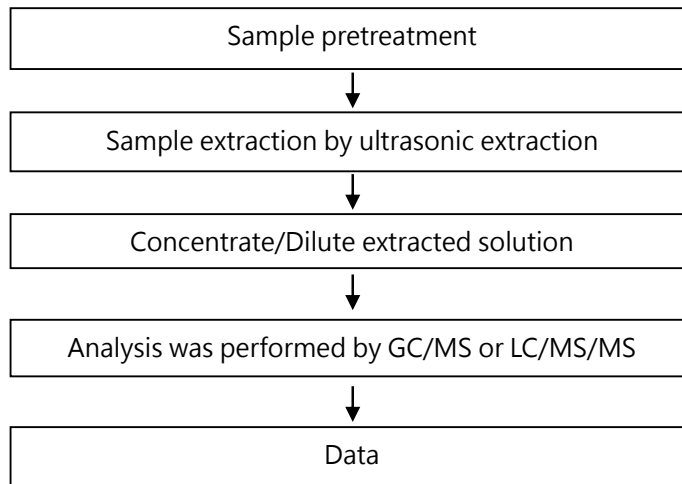 Sample pretreatment
Sample extraction by ultrasonic extraction
Concentrate/Dilute extracted solution
Analysis was performed by GC/MS or LC/MS/MS
Data